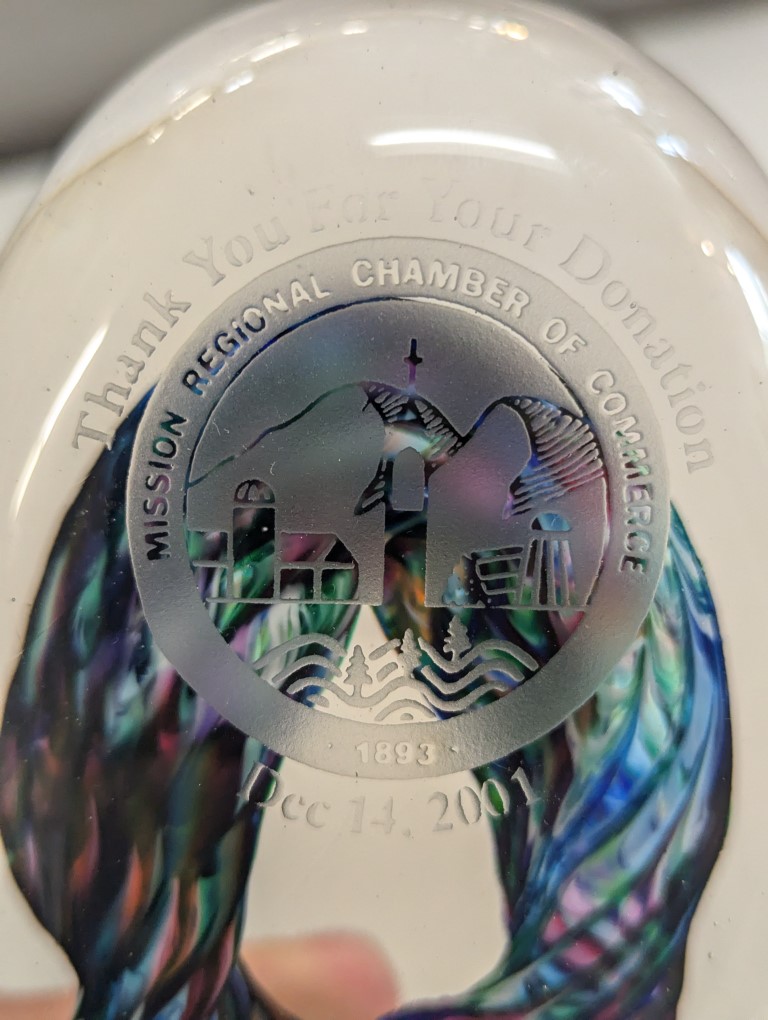 Thank You For Your Donation
MISSION REGIONAL CHAMBER OF COMMERCE
· 1893 ·
Dec 14, 2001